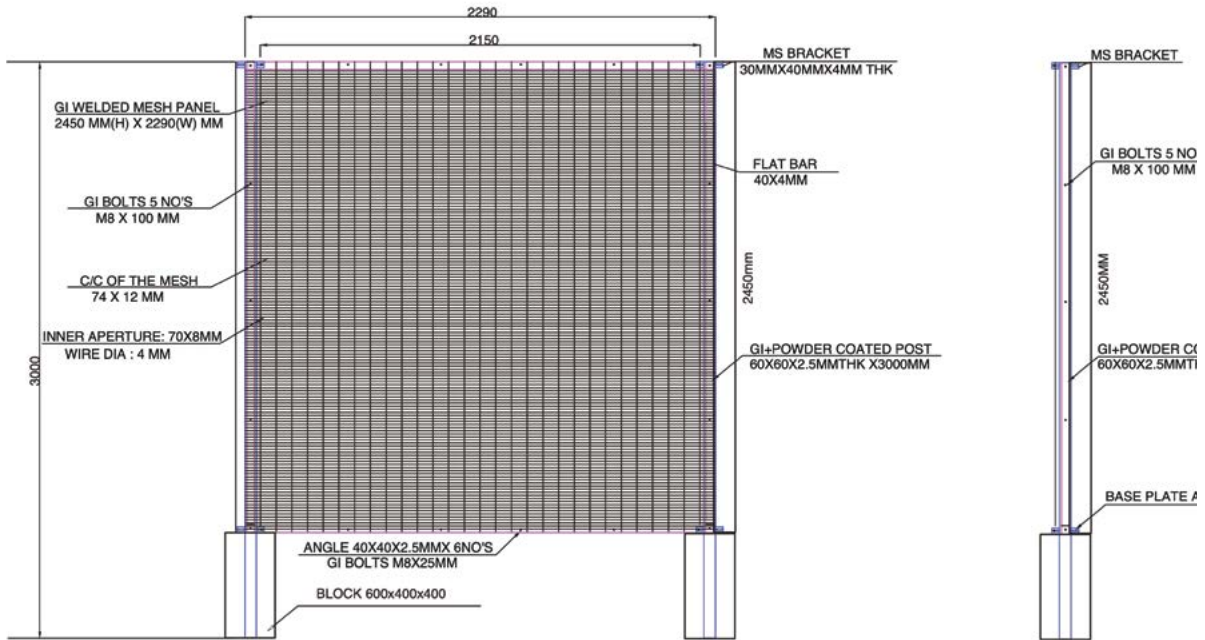 2290
2150
MS BRACKET
30MMX40MMX4MM THK
GI WELDED MESH PANEL
2450 MM(H) X 2290(W) MM
FLAT BAR
40X4MM
GI BOLTS 5 NO'S
M8 X 100 MM
C/C OF THE MESH
74 X 12 MM
2450mm
INNER APERTURE: 70X8MM
WIRE DIA : 4 MM
3000
GI+POWDER COATED POST
60X60X2.5MMTHK X3000MM
ANGLE 40X40X2.5MMX 6NO'S
GI BOLTS M8X25MM
BLOCK 600x400x400
MS BRACKET
GI BOLTS 5 NO
M8 X 100 MM
2450MM
GI+POWDER CO
60X60X2.5MMTH
BASE PLATE A